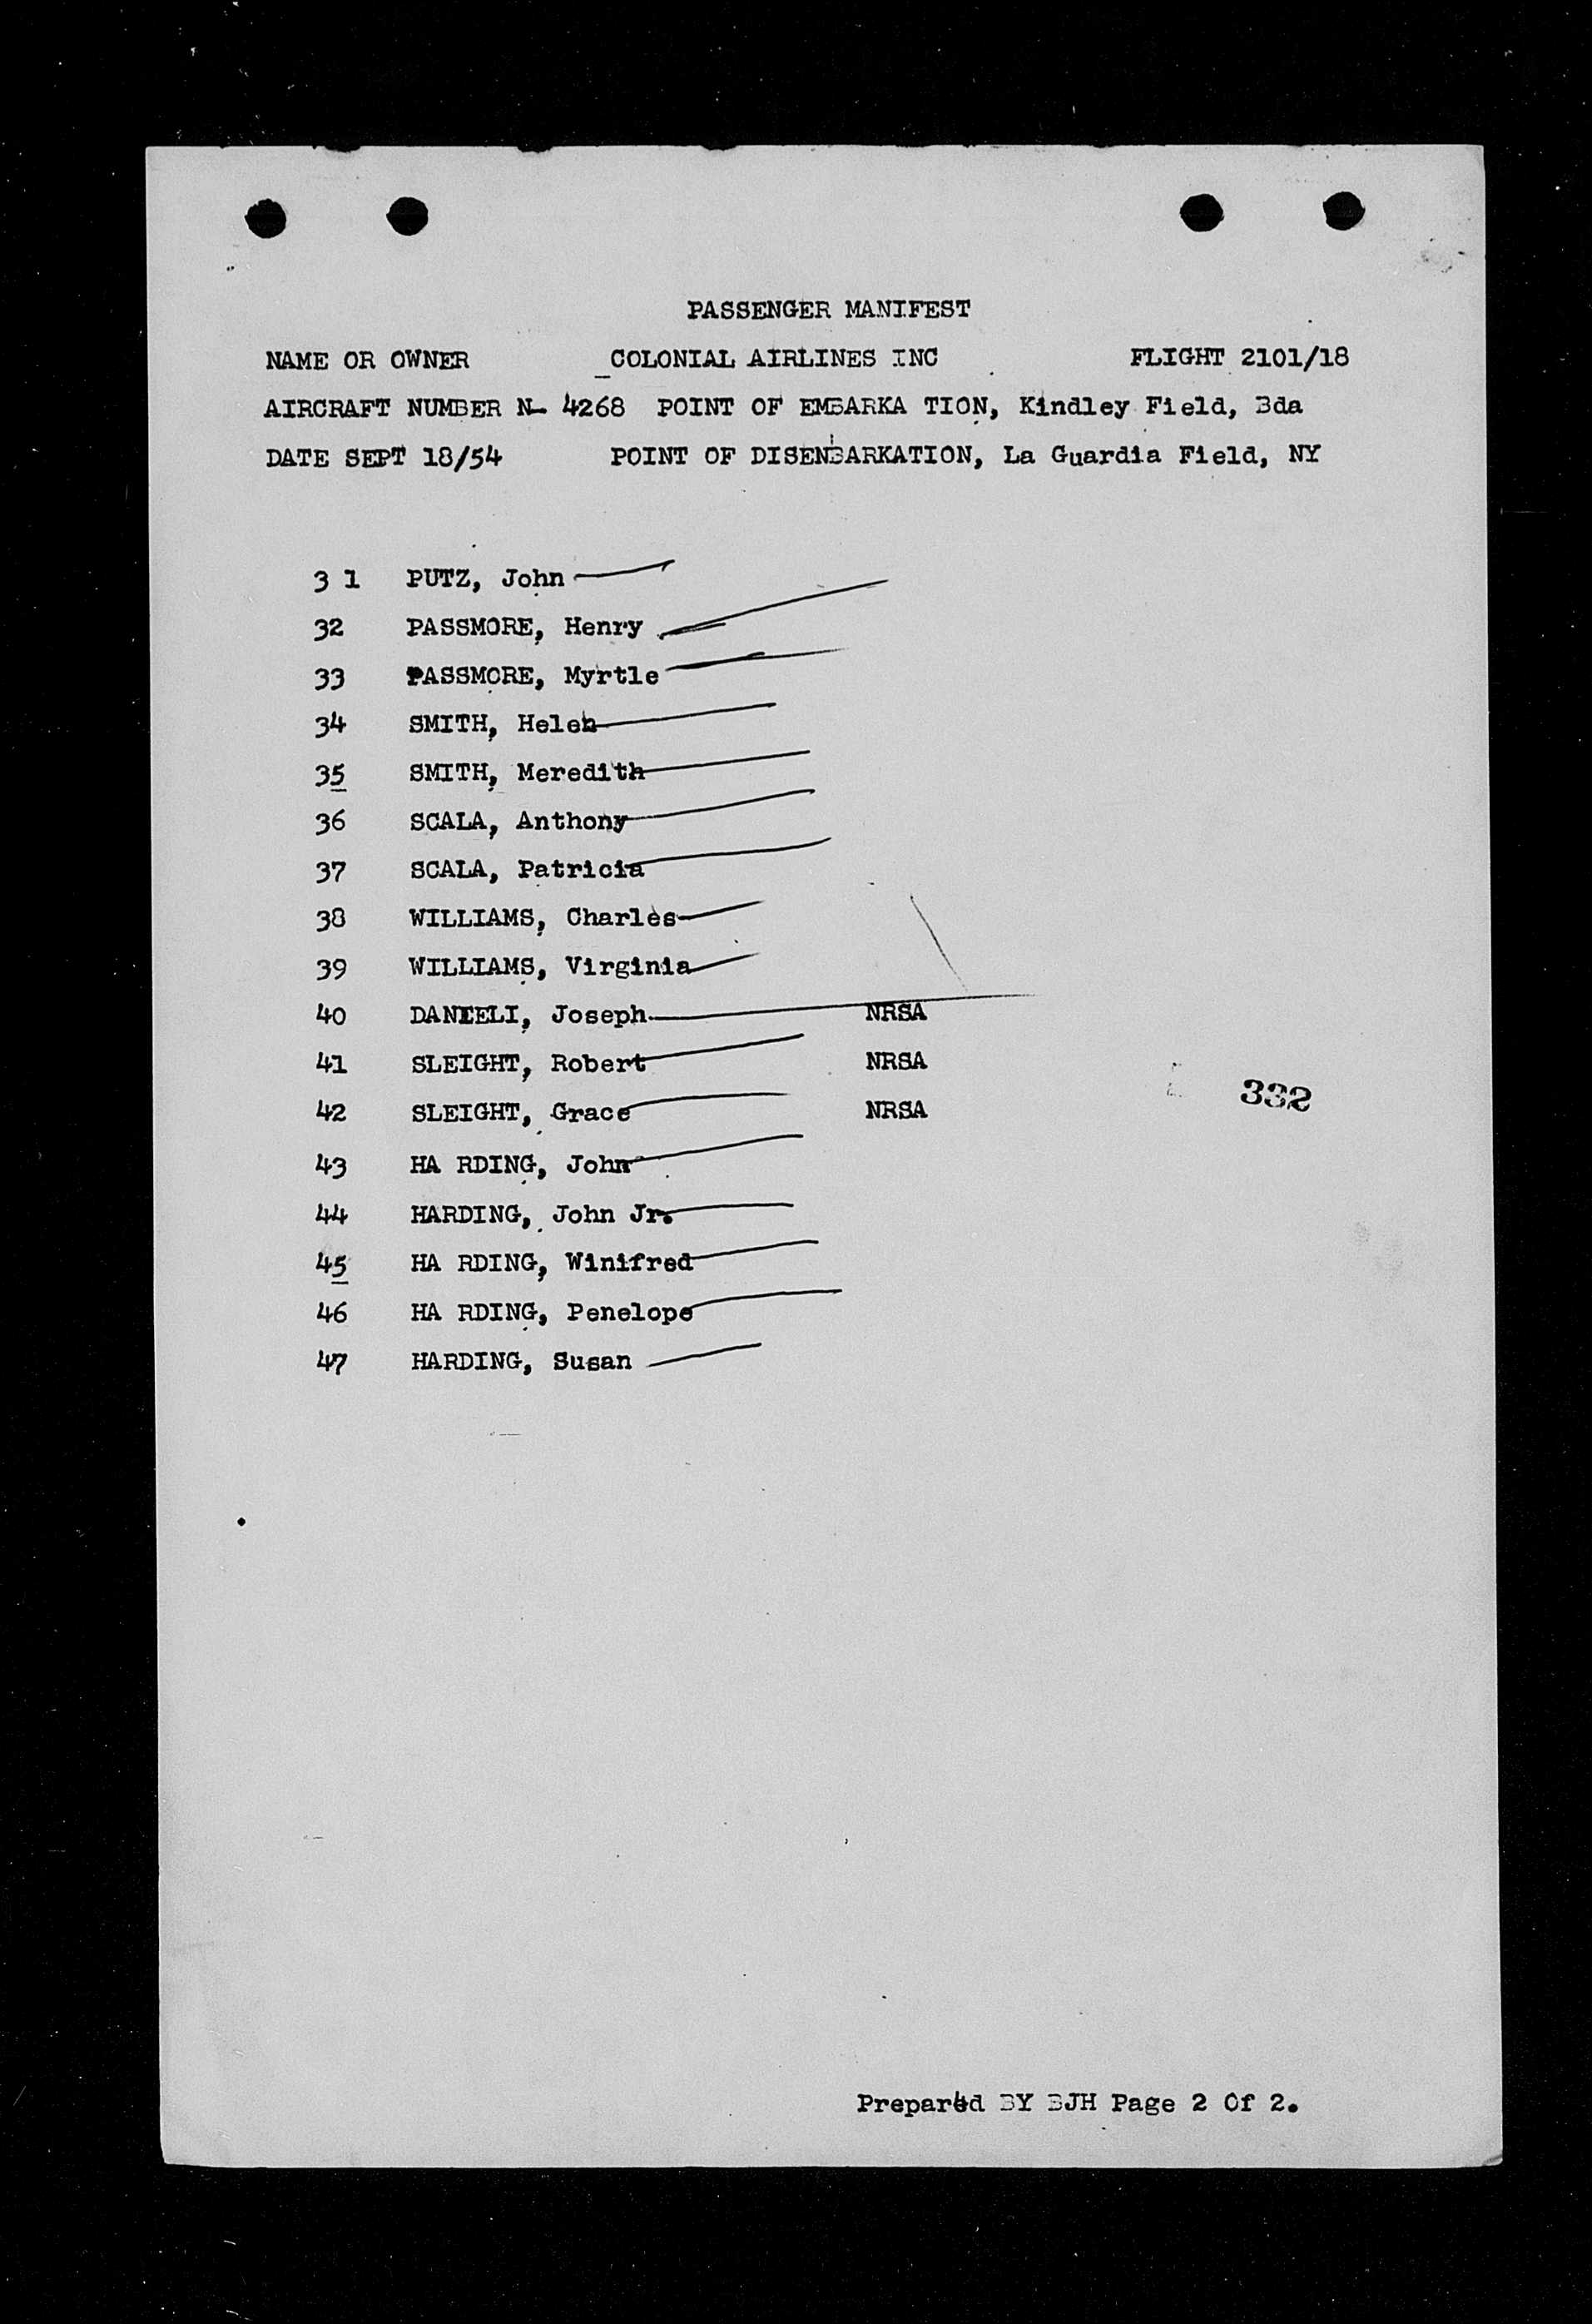 PASSENGER MANIFEST
NAME OR OWNER _COLONIAL AIRLINES INC FLIGHT 2101/18
AIRCRAFT NUMBER N- 4268 POINT OF EMBARKA TION, Kindley Field, Bda
DATE SEPT 18/54 POINT OF DISENBARKATION, La Guardia Field, NY
3 1 PUTZ, John
32 PASSMORE, Henry
33 PASSMORE, Myrtle
34 SMITH, Helen
35 SMITH, Meredith
36 SCALA, Anthony
37 SCALA, Patricia
38 WILLIAMS, Charles
39 WILLIAMS, Virginia
40 DANIELI, Joseph NRSA
41 SLEIGHT, Robert NRSA
42 SLEIGHT, Grace NRSA
332
43 HA RDING, John
44 HARDING, John Jr.
45 HA RDING, Winifred
46 HA RDING, Penelope
47 HARDING, Susan
Prepared BY BJH Page 2 Of 2.